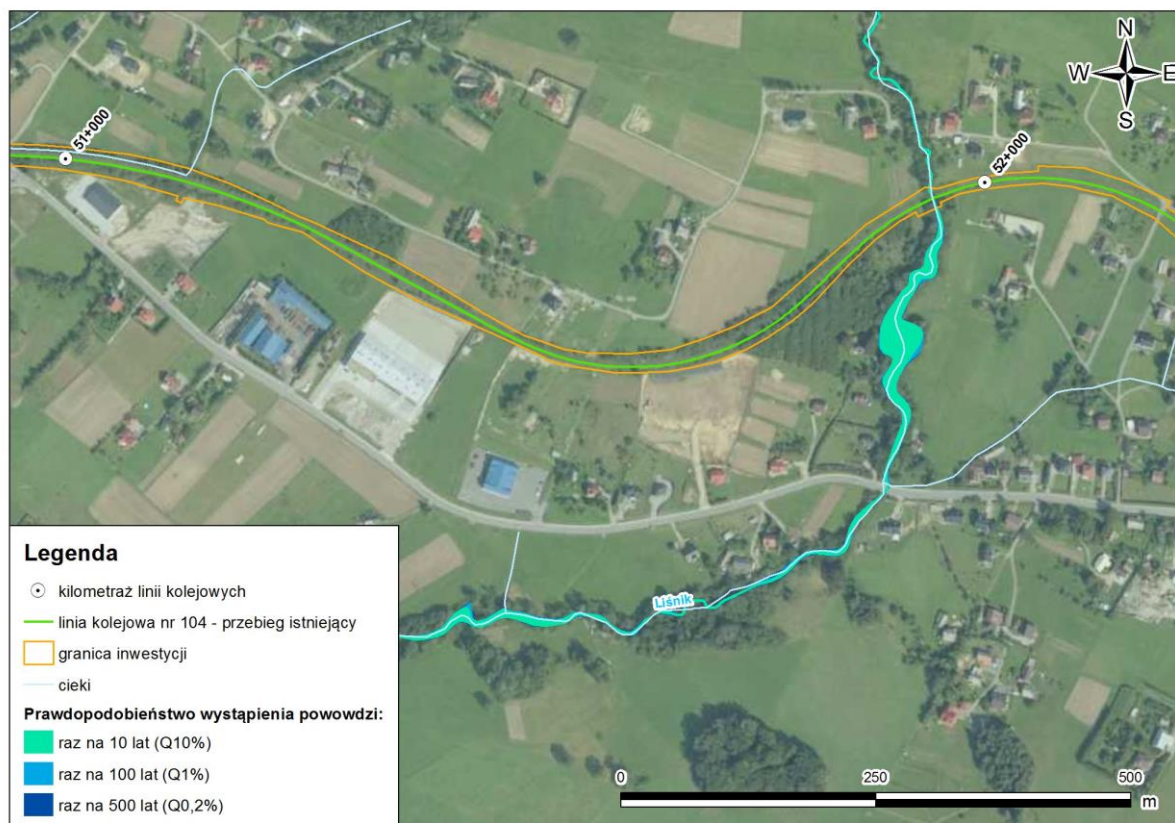 N
W E
S
51+000
52+000
Liśnik
Legenda
kilometraż linii kolejowych
linia kolejowa nr 104 - przebieg istniejący
granica inwestycji
cieki
Prawdopodobieństwo wystąpienia powowdzi:
raz na 10 lat (Q10%)
raz na 100 lat (Q1%)
raz na 500 lat (Q0,2%)
0 250 500
m